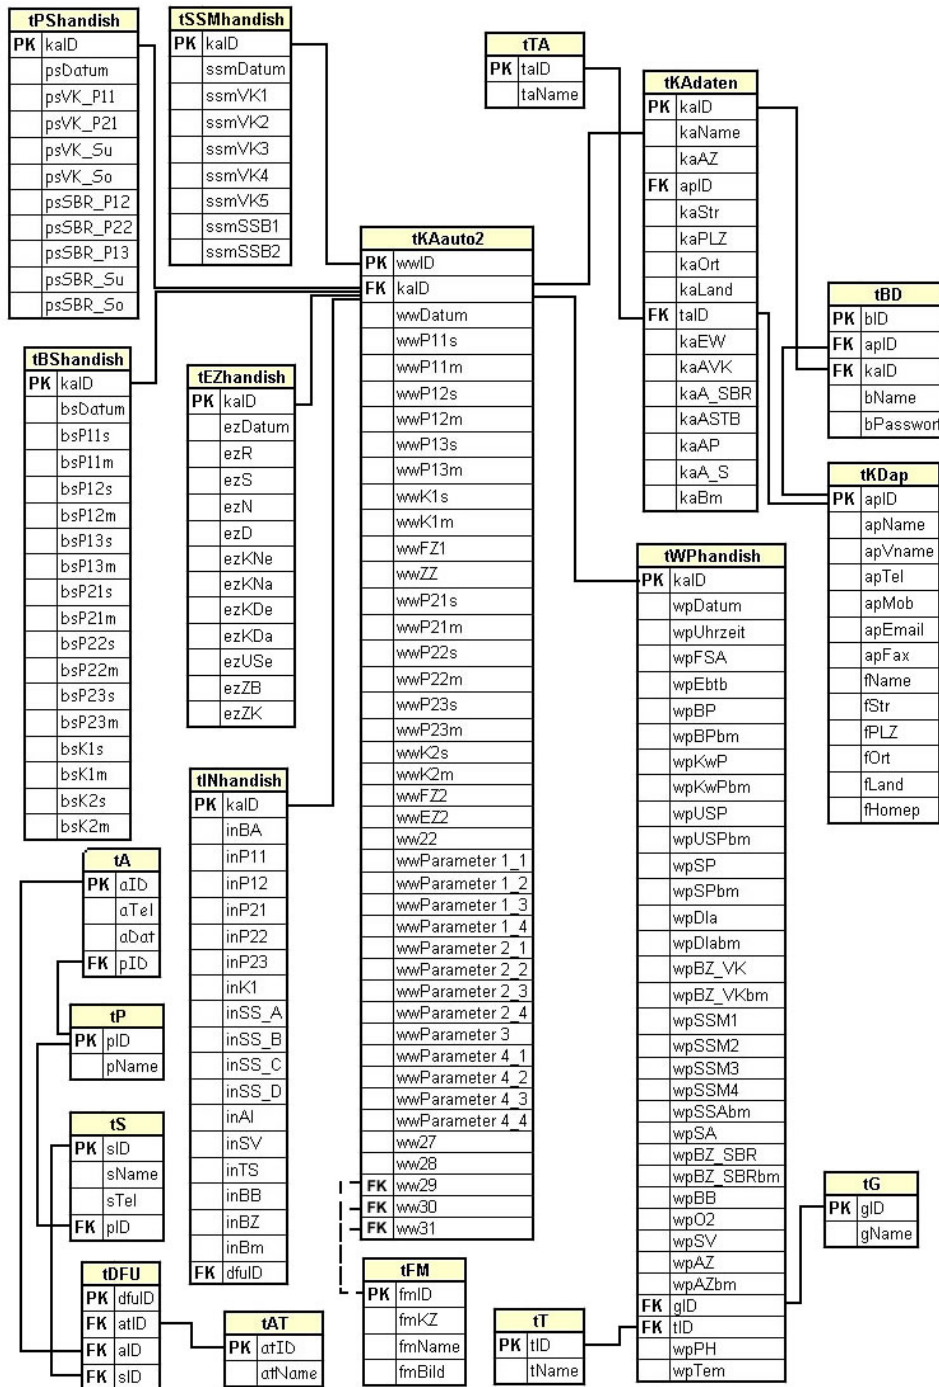 tPShandish
PK kaID
psDatum
psVK_P11
psVK_P21
psVK_Su
psVK_So
psSBR_P12
psSBR_P22
psSBR_P13
psSBR_Su
psSBR_So
tSSMhandish
PK kaID
ssmDatum
ssmVK1
ssmVK2
ssmVK3
ssmVK4
ssmVK5
ssmSSB1
ssmSSB2
tTA
PK taID
taName
tKAdaten
PK kaID
kaName
kaAZ
FK apID
kaStr
kaPLZ
kaOrt
kaLand
FK taID
kaEW
kaAVK
kaA_SBR
kaASTB
kaAP
kaA_S
kaBm
tBD
PK bID
FK apID
FK kaID
bName
bPasswort
tKAauto2
PK wwID
FK kaID
wwDatum
wwP11s
wwP11m
wwP12s
wwP12m
wwP13s
wwP13m
wwK1s
wwK1m
wwFZ1
wwZZ
wwP21s
wwP21m
wwP22s
wwP22m
wwP23s
wwP23m
wwK2s
wwK2m
wwFZ2
wwEZ2
ww22
wwParameter 1_1
wwParameter 1_2
wwParameter 1_3
wwParameter 1_4
wwParameter 2_1
wwParameter 2_2
wwParameter 2_3
wwParameter 2_4
wwParameter 3
wwParameter 4_1
wwParameter 4_2
wwParameter 4_3
wwParameter 4_4
ww27
ww28
FK ww29
FK ww30
FK ww31
tBShandish
PK kaID
bsDatum
bsP11s
bsP11m
bsP12s
bsP12m
bsP13s
bsP13m
bsP21s
bsP21m
bsP22s
bsP22m
bsP23s
bsP23m
bsK1s
bsK1m
bsK2s
bsK2m
tEZhandish
PK kaID
ezDatum
ezR
ezS
ezN
ezD
ezKNe
ezKNa
ezKDe
ezKDa
ezUSe
ezZB
ezZK
tKDap
PK apID
apName
apVname
apTel
apMob
apEmail
apFax
fName
fStr
fPLZ
fOrt
fLand
fHomep
tWPhandish
PK kaID
wpDatum
wpUhrzeit
wpFSA
wpEbtb
wpBP
wpBPbm
wpKwP
wpKwPbm
wpUSP
wpUSPbm
wpSP
wpSPbm
wpDla
wpDlabm
wpBZ_VK
wpBZ_VKbm
wpSSM1
wpSSM2
wpSSM3
wpSSM4
wpSSAbm
wpSA
wpBZ_SBR
wpBZ_SBRbm
wpBB
wpO2
wpSV
wpAZ
wpAZbm
FK gID
FK tID
wpPH
wpTem
tINhandish
PK kaID
inBA
inP11
inP12
inP21
inP22
inP23
inK1
inSS_A
inSS_B
inSS_C
inSS_D
inAl
inSV
inTS
inBB
inBZ
inBm
FK dfuID
tA
PK aID
aTel
aDat
FK pID
tP
PK pID
pName
tS
PK sID
sName
sTel
FK pID
tDFU
PK dfuID
FK atID
FK aID
FK sID
tAT
PK atID
atName
tFM
PK fmID
fmKZ
fmName
fmBild
tT
PK tID
tName
tG
PK gID
gName